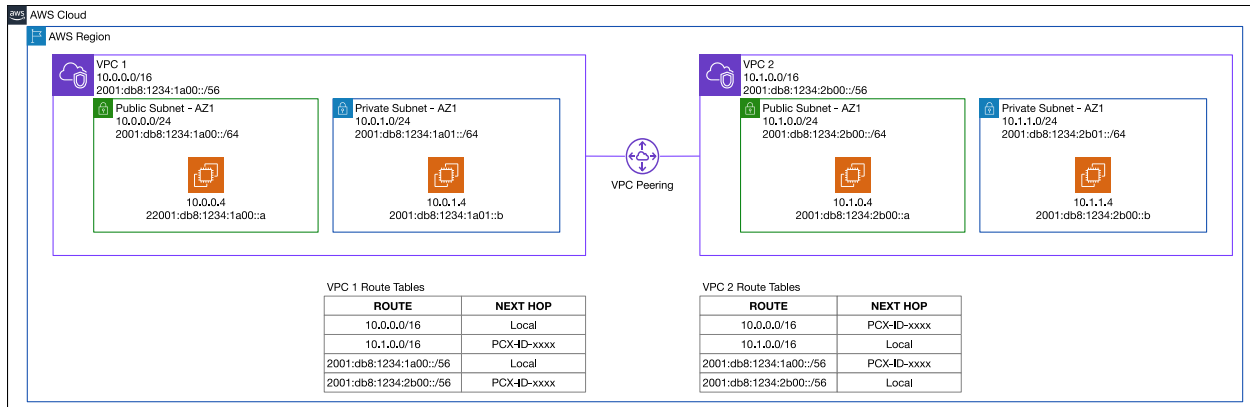 aws
AWS Cloud
AWS Region
VPC 1
10.0.0.0/16
2001:db8:1234:1a00::/56
Public Subnet - AZ1
10.0.0.0/24
2001:db8:1234:1a00::/64
10.0.0.4
22001:db8:1234:1a00::a
Private Subnet - AZ1
10.0.1.0/24
2001:db8:1234:1a01::/64
10.0.1.4
2001:db8:1234:1a01::b
VPC Peering
VPC 2
10.1.0.0/16
2001:db8:1234:2b00::/56
Public Subnet - AZ1
10.1.0.0/24
2001:db8:1234:2b00::/64
10.1.0.4
2001:db8:1234:2b00::a
Private Subnet - AZ1
10.1.1.0/24
2001:db8:1234:2b01::/64
10.1.1.4
2001:db8:1234:2b00::b
VPC 1 Route Tables
ROUTE NEXT HOP
10.0.0.0/16 Local
10.1.0.0/16 PCX-ID-xxxx
2001:db8:1234:1a00::/56 Local
2001:db8:1234:2b00::/56 PCX-ID-xxxx
VPC 2 Route Tables
ROUTE NEXT HOP
10.0.0.0/16 PCX-ID-xxxx
10.1.0.0/16 Local
2001:db8:1234:1a00::/56 PCX-ID-xxxx
2001:db8:1234:2b00::/56 Local